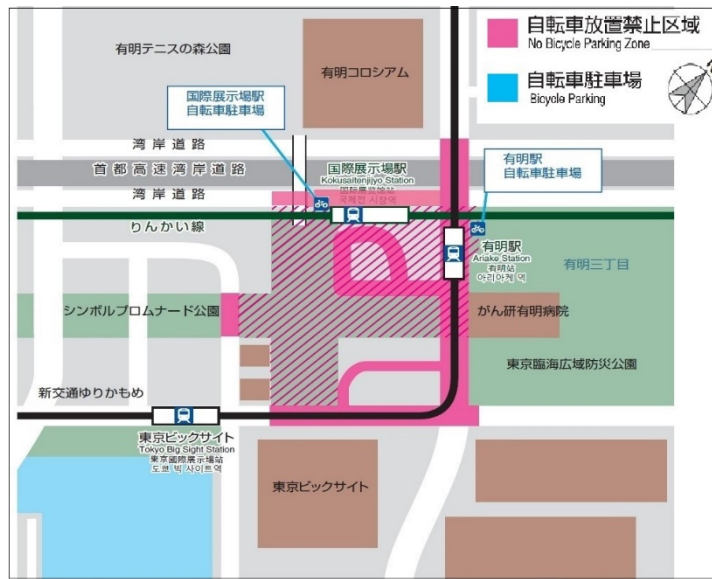 自転車放置禁止区域
No Bicycle Parking Zone
自転車駐車場
Bicycle Parking
有明テニスの森公園
有明コロシアム
国際展示場駅
自転車駐車場
湾岸道路
首都高速湾岸道路
湾岸道路
国際展示場駅
Kokusaitenjiyo Station
有明駅
自転車駐車場
りんかい線
有明駅
Ariake Station
有明站
아리아케 역
有明三丁目
シンボルプロムナード公園
がん研有明病院
東京臨海広域防災公園
新交通ゆりかもめ
東京ビックサイト
Tokyo Big Sight Station
東京國際展示場站
도쿄 빅 사이트역
東京ビックサイト